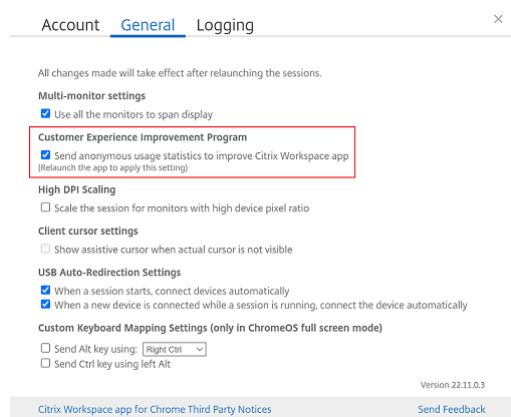 Account General Logging
All changes made will take effect after relaunching the sessions.
Multi-monitor settings
Use all the monitors to span display
Customer Experience Improvement Program
Send anonymous usage statistics to improve Citrix Workspace app
(Relaunch the app to apply this setting)
High DPI Scaling
Scale the session for monitors with high device pixel ratio
Client cursor settings
Show assistive cursor when actual cursor is not visible
USB Auto-Redirection Settings
When a session starts, connect devices automatically
When a new device is connected while a session is running, connect the device automatically
Custom Keyboard Mapping Settings (only in ChromeOS full screen mode)
Send Alt key using: Right Ctrl
Send Ctrl key using left Alt
Version 22.11.0.3
Citrix Workspace app for Chrome Third Party Notices Send Feedback